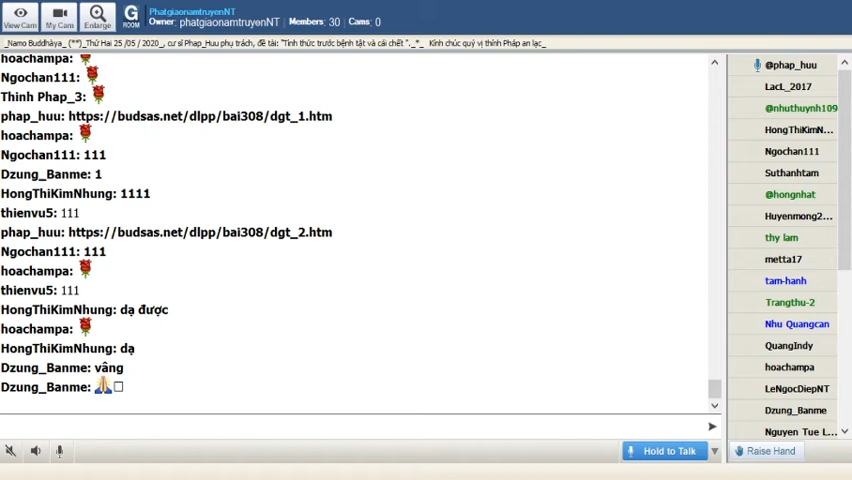 PhatgiaonamtruyenNT
Owner: phatgiaonamtruyenNT Members: 30 Cams: 0
View Cam
My Cam
Enlarge
G ROOM
_Namo Buddhàya_ (**)_Thứ Hai 25 /05 / 2020_, cư sĩ Phap_Huu phụ trách, đề tài: "Tinh thức trước bệnh tật và cái chết "._*_ Kính chúc quý vị thính Pháp an lạc_
hoachampa:
Ngochan111:
Thinh Phap_3:
phap_huu: https://budsas.net/dlpp/bai308/dgt_1.htm
hoachampa:
Ngochan111: 111
Dzung_Banme: 1
HongThiKimNhung: 1111
thienvu5: 111
phap_huu: https://budsas.net/dlpp/bai308/dgt_2.htm
Ngochan111: 111
hoachampa:
thienvu5: 111
HongThiKimNhung: dạ được
hoachampa:
HongThiKimNhung: dạ
Dzung_Banme: vâng
Dzung_Banme: 🙏
@phap_huu
LacL_2017
@nhuthuynh109
HongThiKimN...
Ngochan111
Suthanhtam
@hongnhat
Huyenmong2...
thy lam
metta17
tam-hanh
Trangthu-2
Nhu Quangcan
QuangIndy
hoachampa
LeNgocDiepNT
Dzung_Banme
Nguyen Tue L...
Hold to Talk
Raise Hand